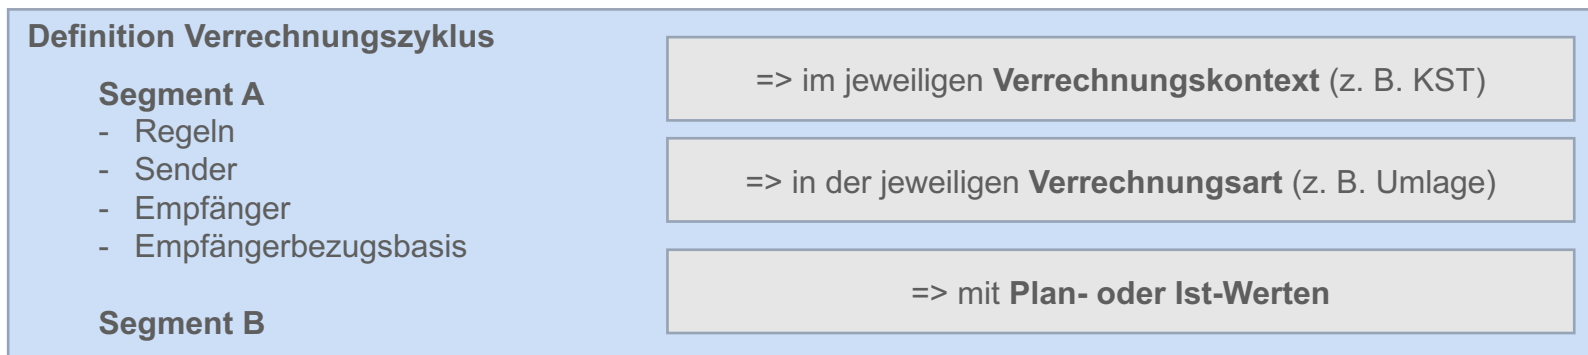 Definition Verrechnungszyklus
Segment A
- Regeln
- Sender
- Empfänger
- Empfängerbezugsbasis
Segment B
=> im jeweiligen Verrechnungskontext (z. B. KST)
=> in der jeweiligen Verrechnungsart (z. B. Umlage)
=> mit Plan- oder Ist-Werten